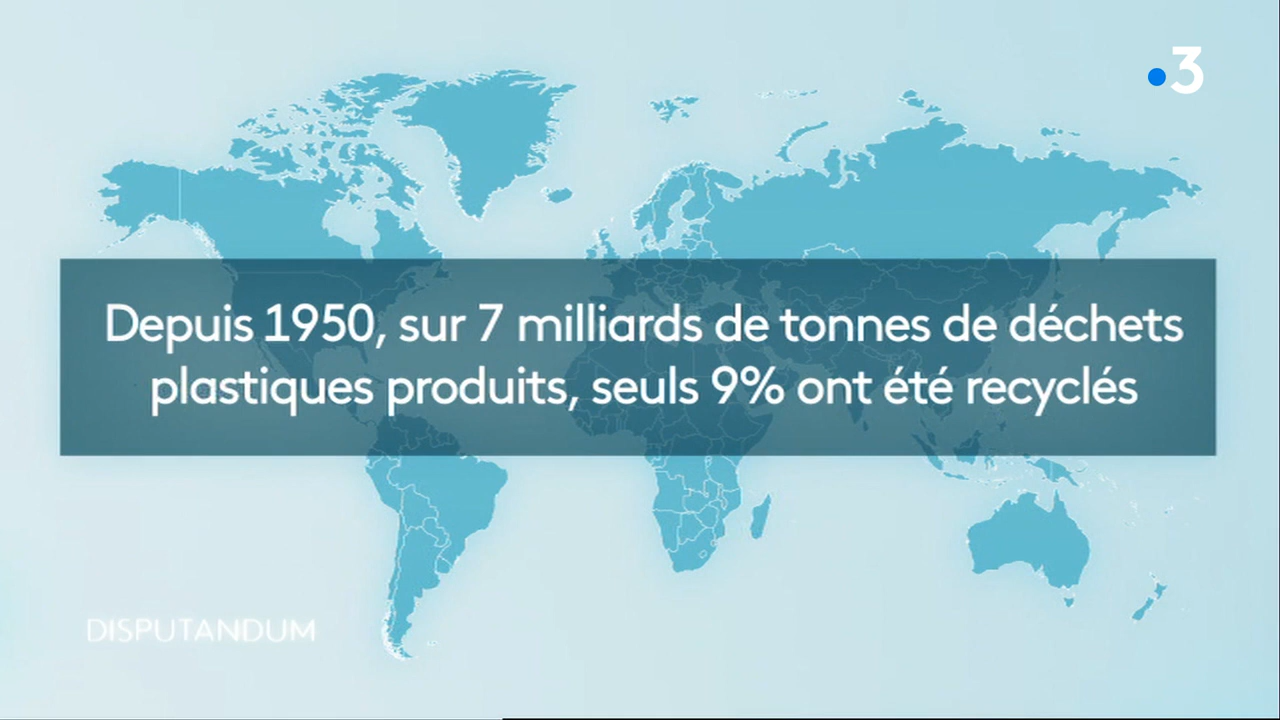 3
Depuis 1950, sur 7 milliards de tonnes de déchets
plastiques produits, seuls 9% ont été recyclés
DISPUTANDUM